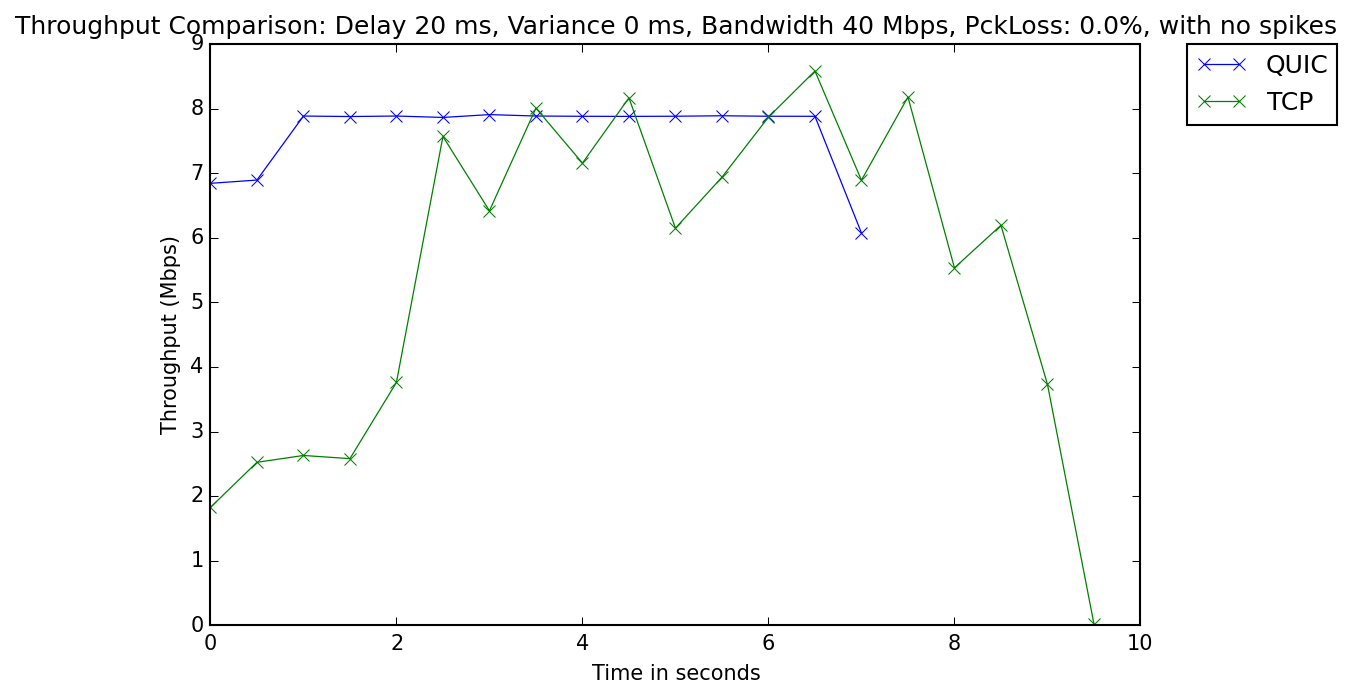 Throughput Comparison: Delay 20 ms, Variance 0 ms, Bandwidth 40 Mbps, PckLoss: 0.0%, with no spikes
QUIC
TCP
Throughput (Mbps)
9
8
7
6
5
4
3
2
1
0
0 2 4 6 8 10
Time in seconds